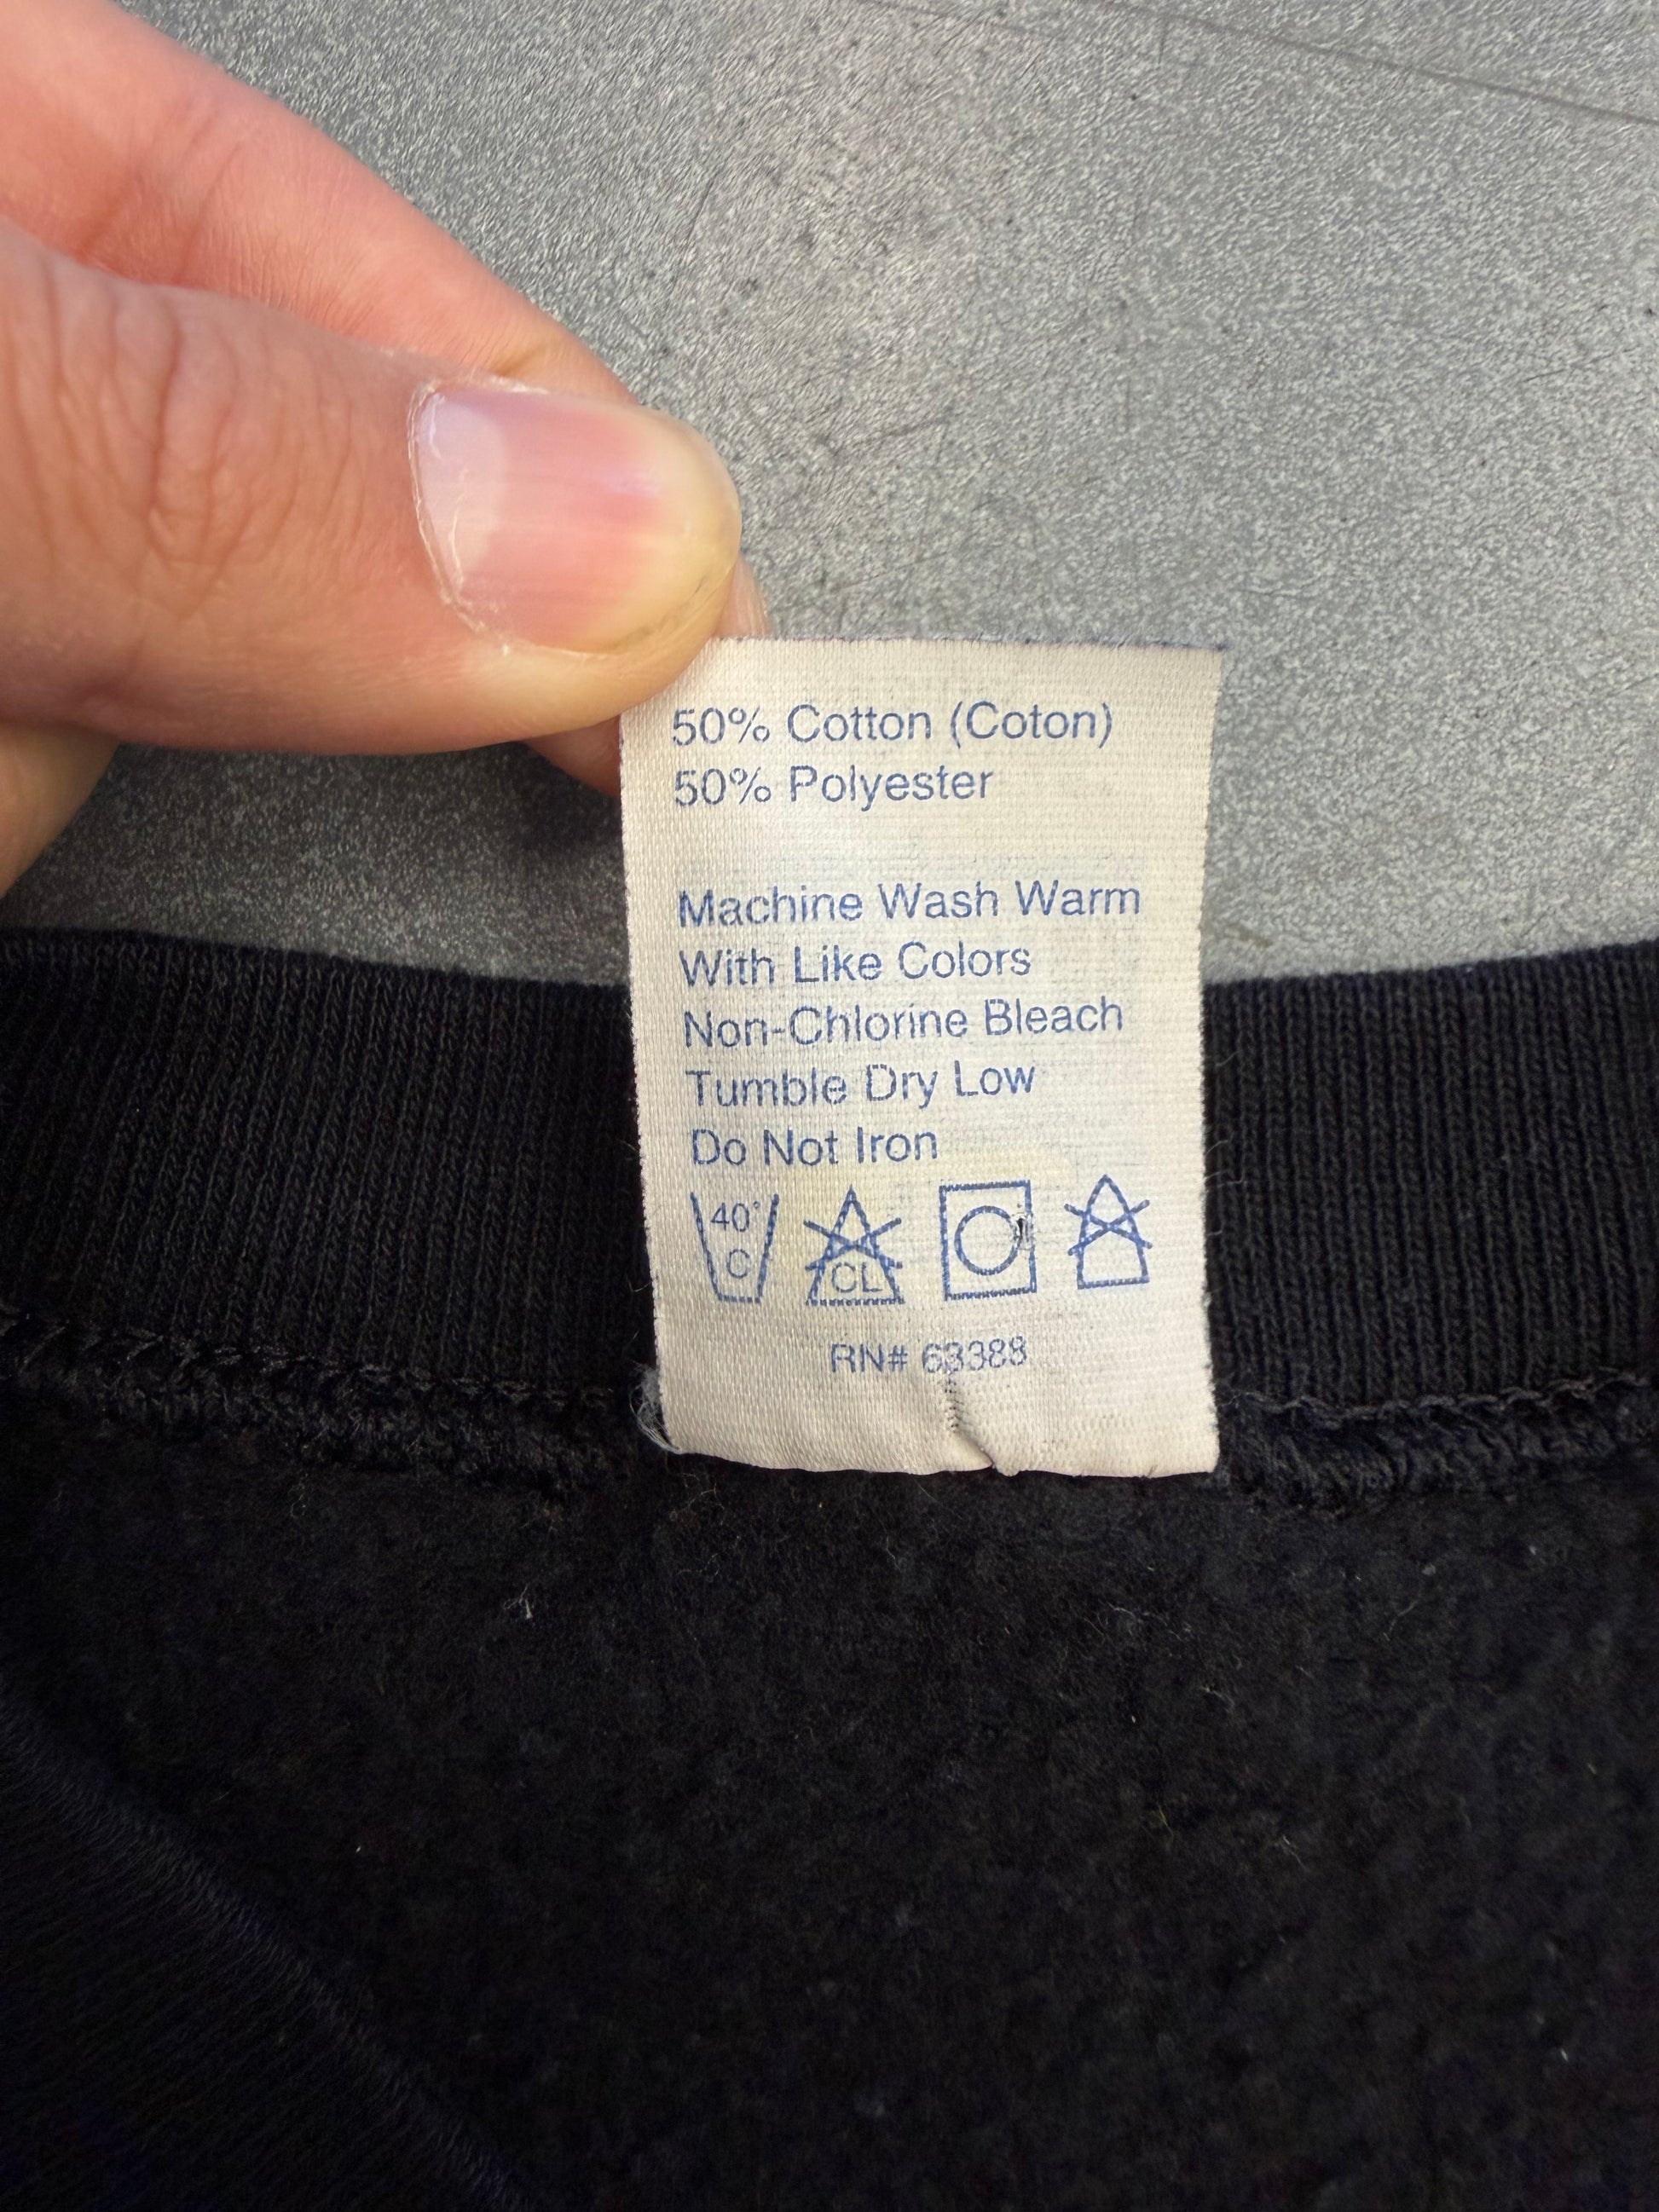 50% Cotton (Coton)
50% Polyester
Machine Wash Warm
With Like Colors
Non-Chlorine Bleach
Tumble Dry Low
Do Not Iron
40°
C
CL
RN# 63388